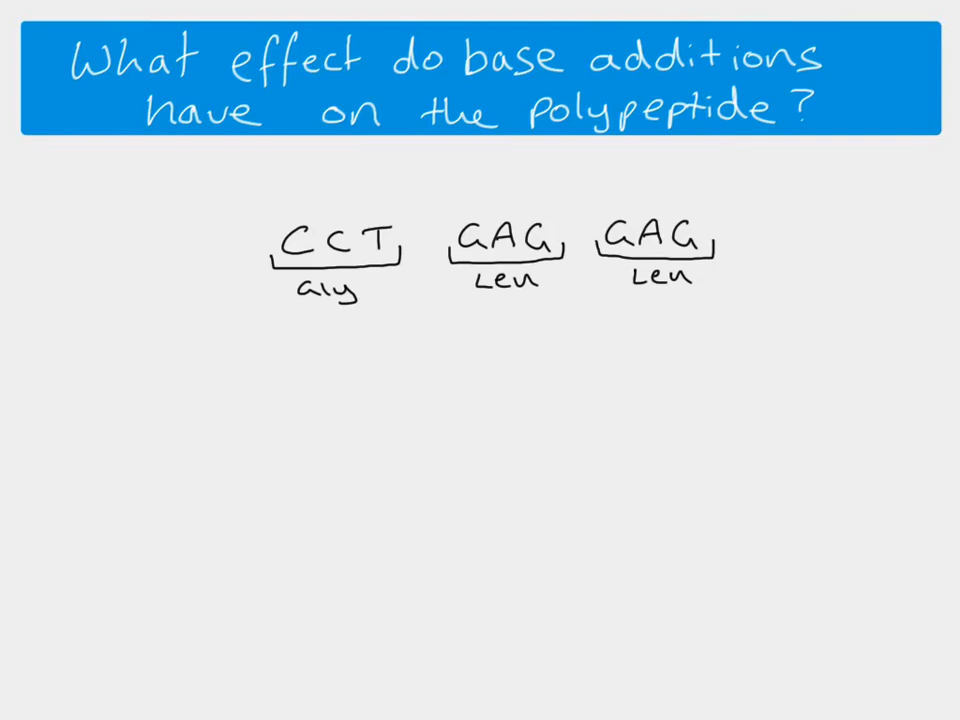 What effect do base additions
have on the polypeptide?
CCT GAG GAG
Gly Leu Leu